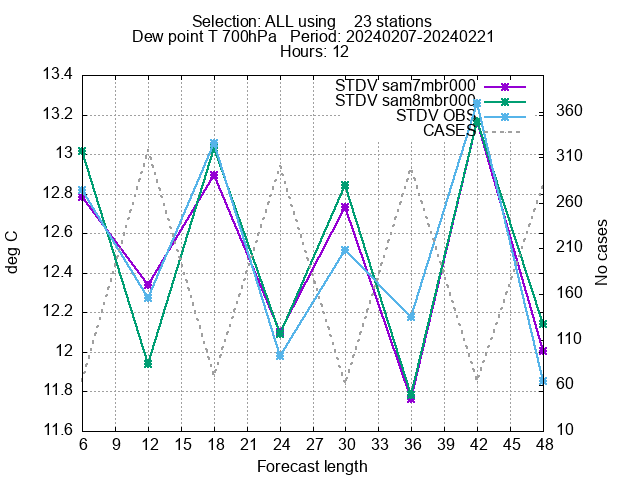 Selection: ALL using    23 stations
Dew point T 700hPa   Period: 20240207-20240221
Hours: 12
STDV sam7mbr000
STDV sam8mbr000
STDV OBS
CASES
13.4
13.2
13
12.8
12.6
12.4
12.2
12
11.8
11.6
deg C
360
310
260
210
160
110
60
10
No cases
6 9 12 15 18 21 24 27 30 33 36 39 42 45 48
Forecast length